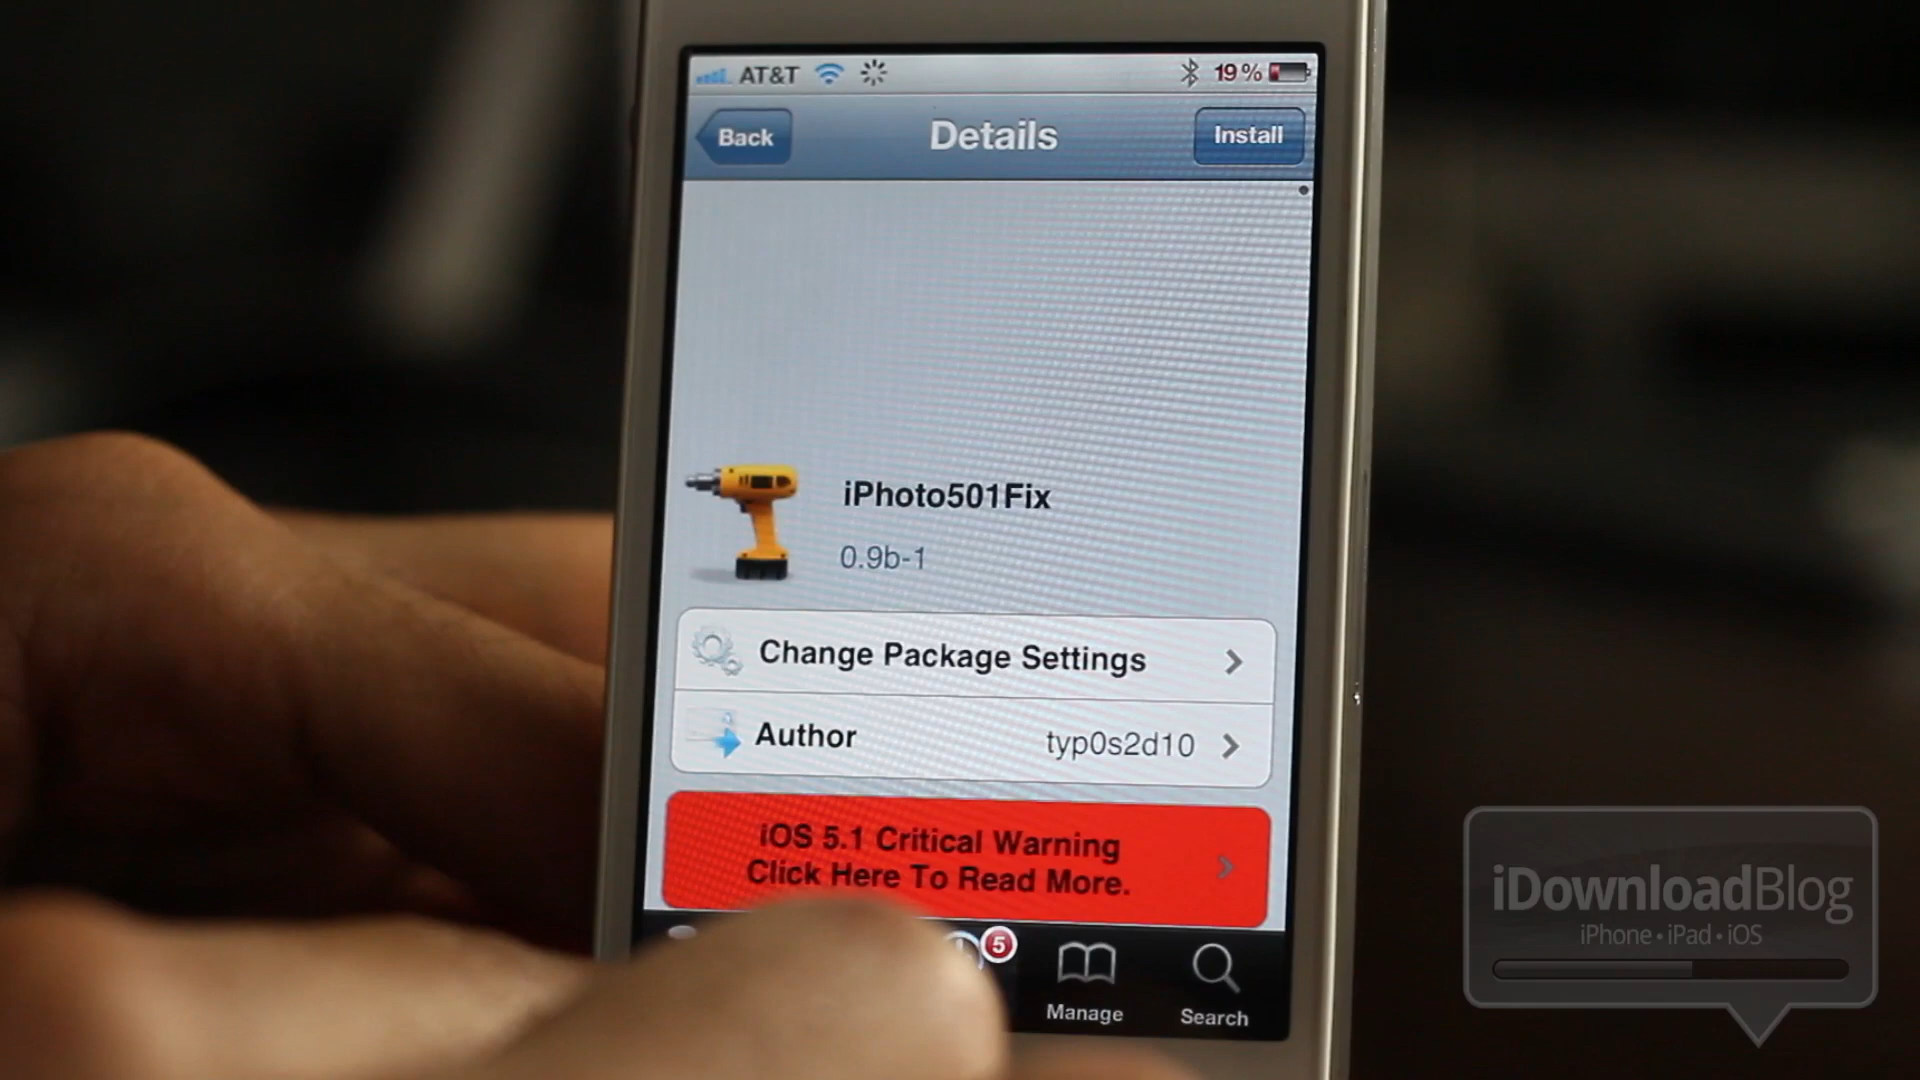 AT&T
19%
Back
Details
Install
iPhoto501Fix
0.9b-1
Change Package Settings
Author
typ0s2d10
iOS 5.1 Critical Warning
Click Here To Read More.
5
Manage
Search
iDownloadBlog
iPhone • iPad • iOS